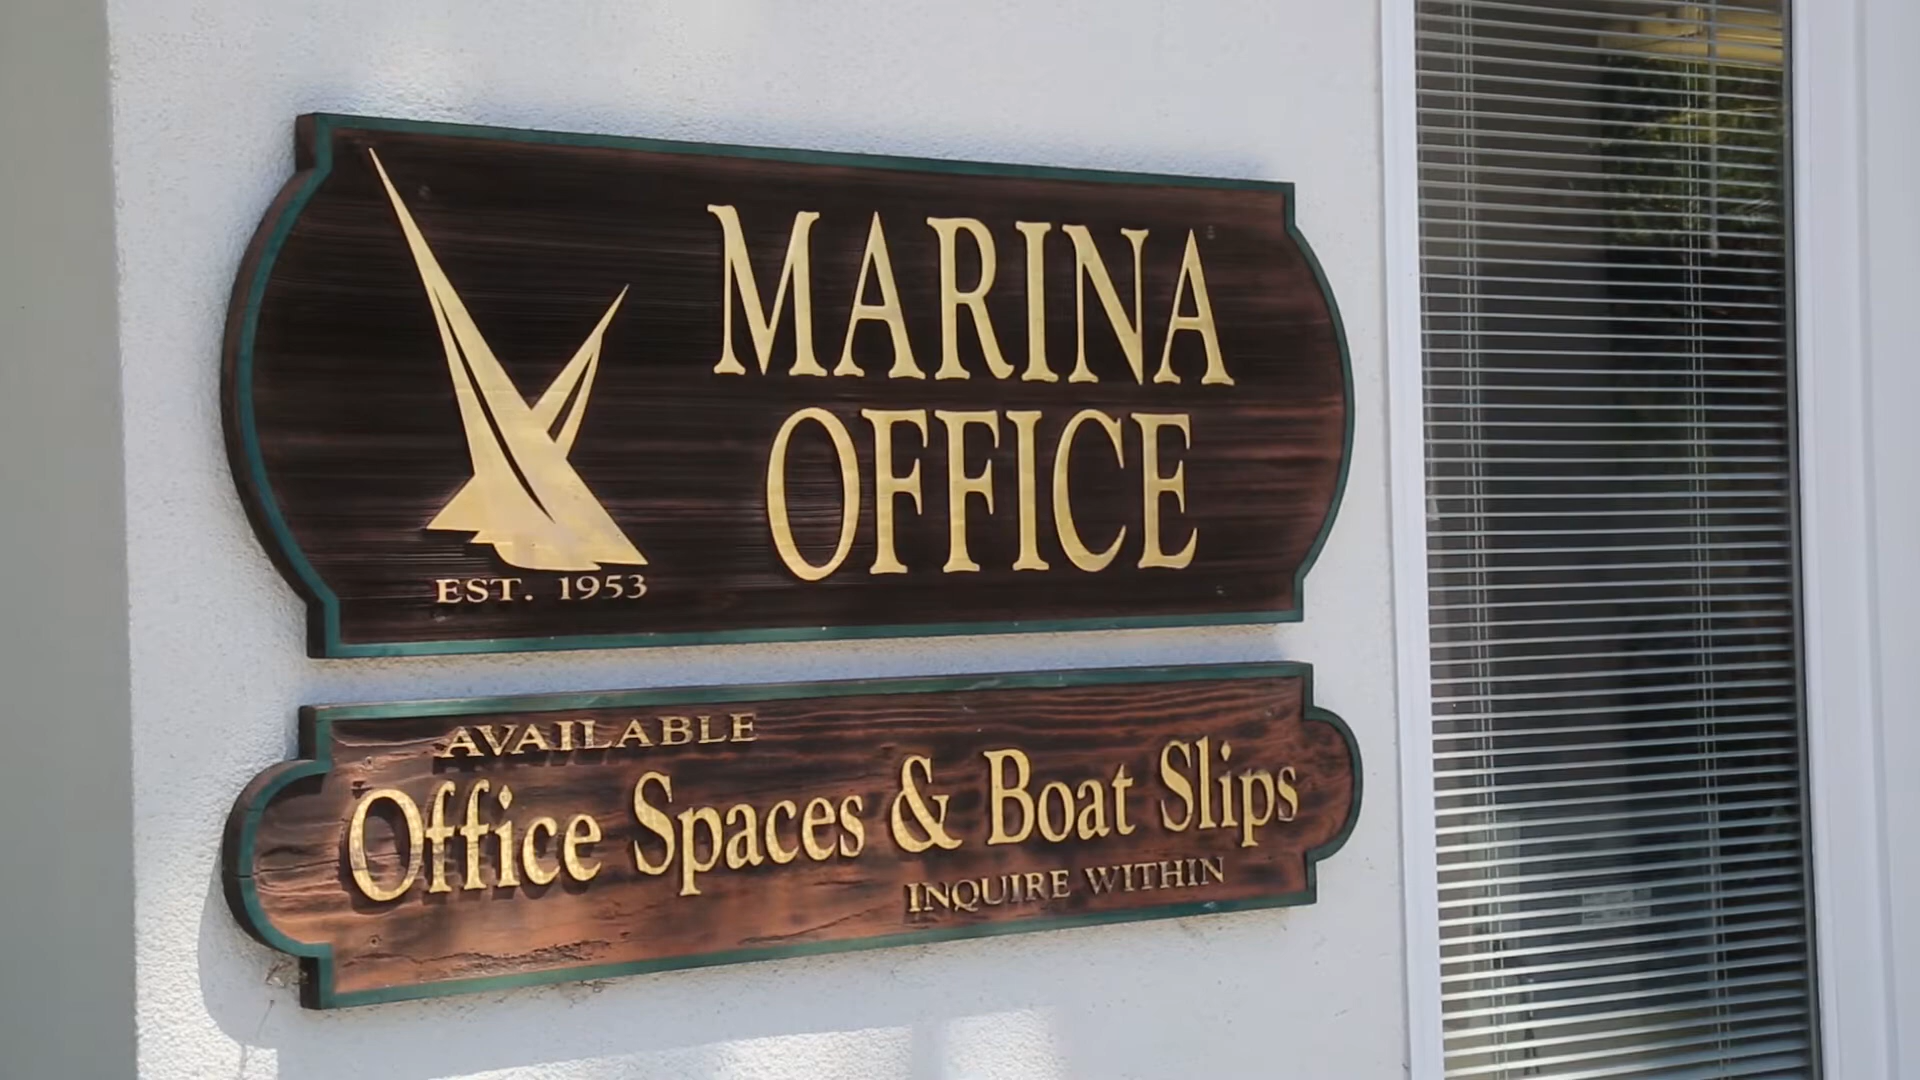 MARINA
OFFICE
EST. 1953
AVAILABLE
Office Spaces & Boat Slips
INQUIRE WITHIN